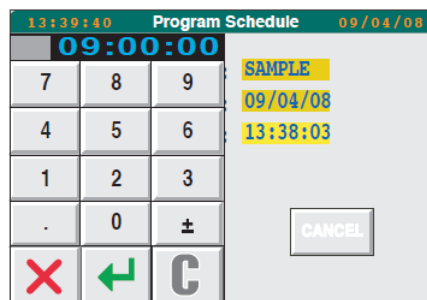 13:39:40 Program Schedule 09/04/08
09:00:00
: SAMPLE
: 09/04/08
: 13:38:03
7 8 9
4 5 6
1 2 3
. 0 ±
CANCEL
C